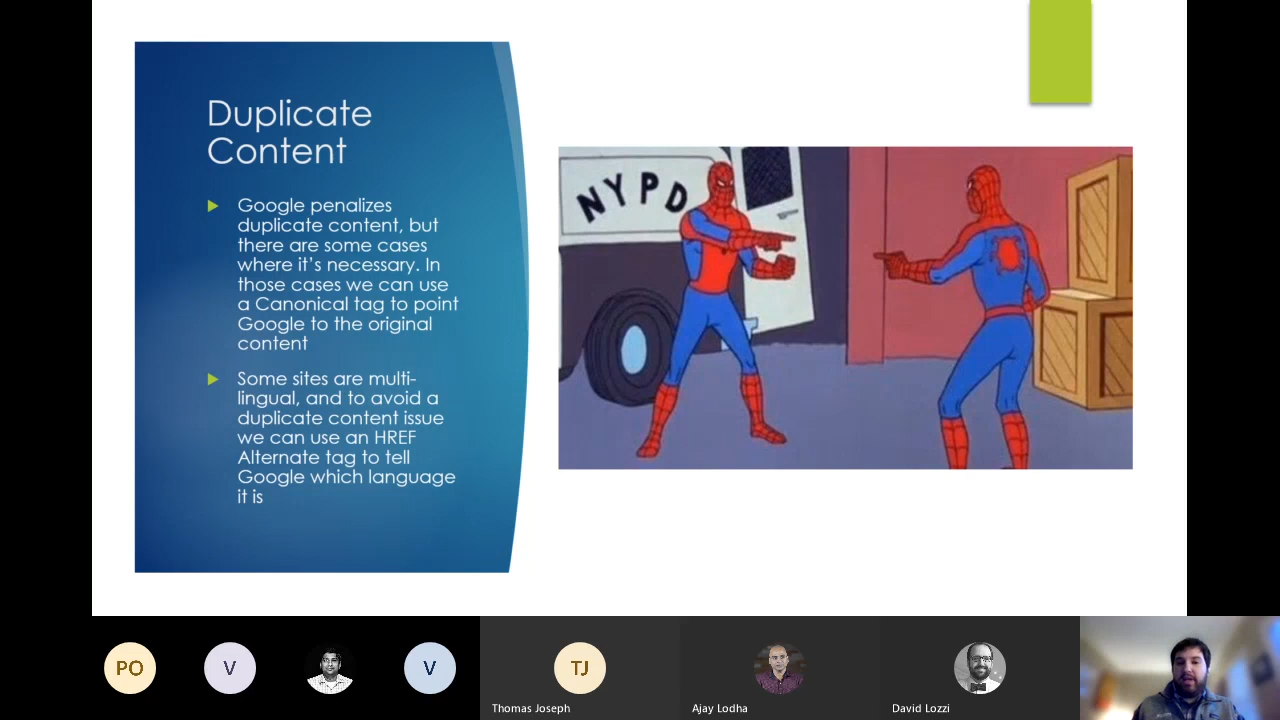 Duplicate
Content
Google penalizes
duplicate content, but
there are some cases
where it's necessary. In
those cases we can use
a Canonical tag to point
Google to the original
content
Some sites are multi-
lingual, and to avoid a
duplicate content issue
we can use an HREF
Alternate tag to tell
Google which language
it is
NYPD
PO
V
V
TJ
Thomas Joseph
Ajay Lodha
David Lozzi